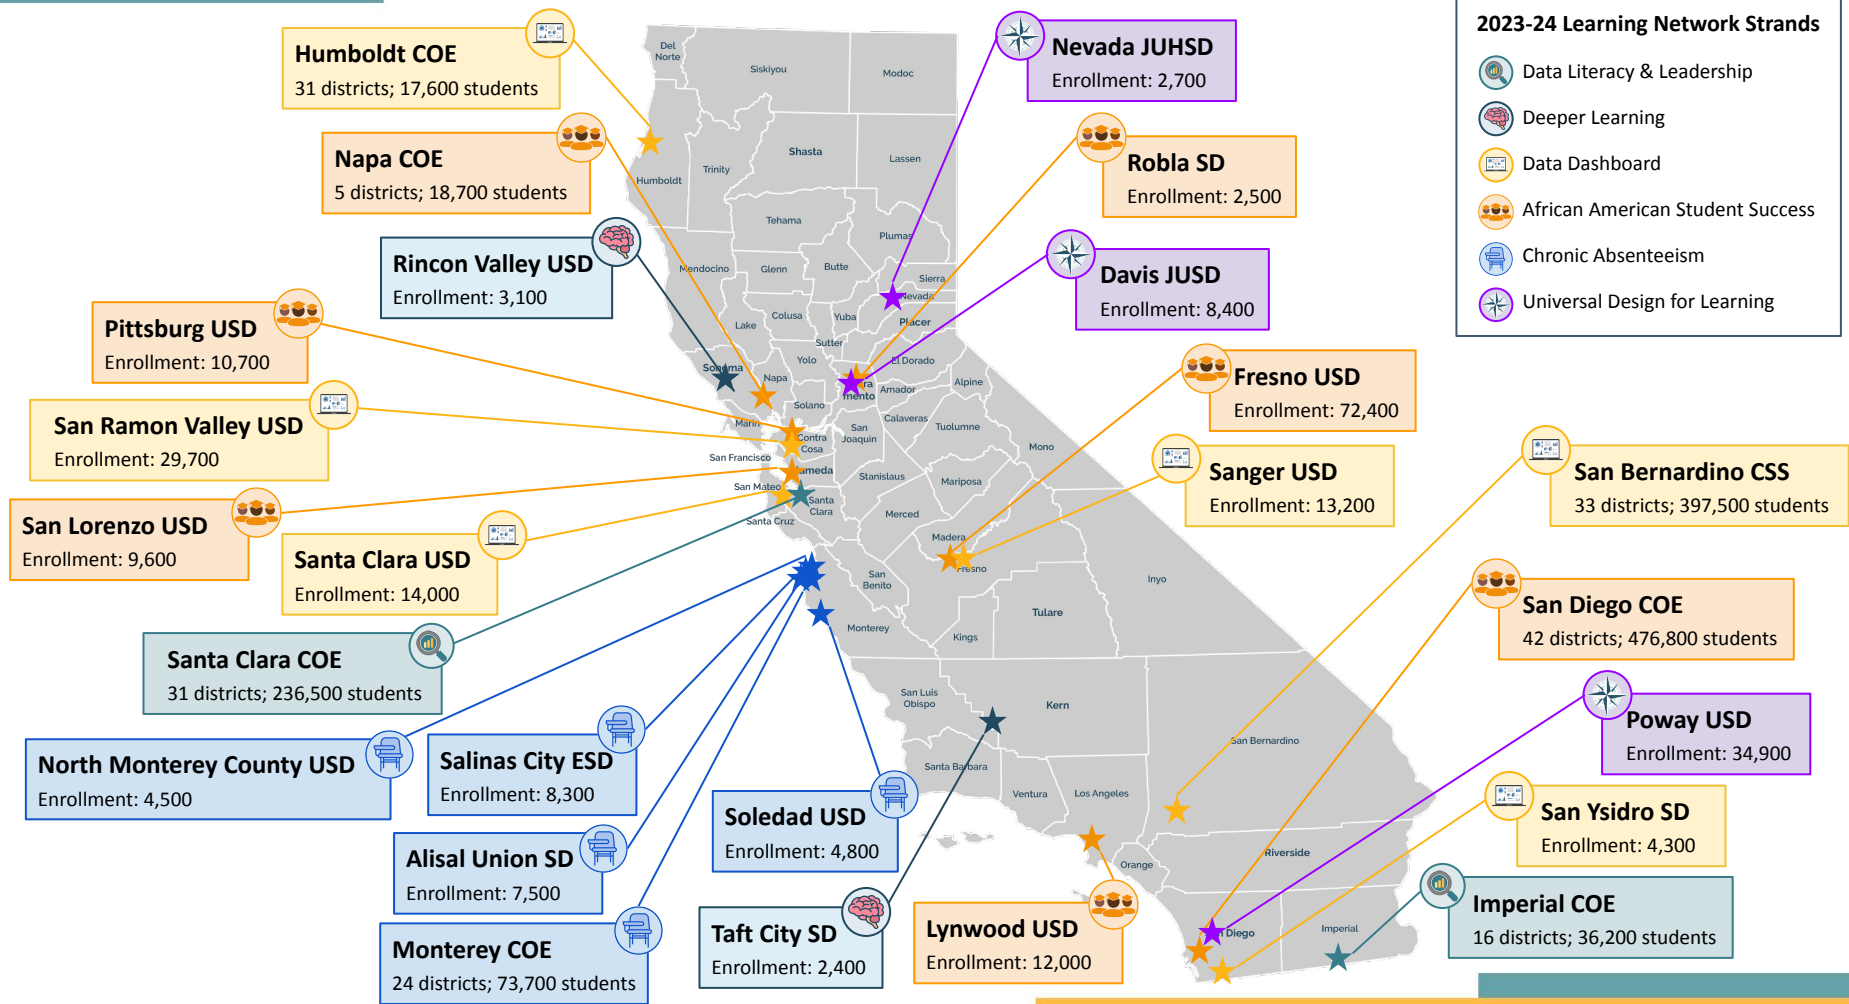 2023-24 Learning Network Strands
Data Literacy & Leadership
Deeper Learning
Data Dashboard
African American Student Success
Chronic Absenteeism
Universal Design for Learning
Humboldt COE
31 districts; 17,600 students
Napa COE
5 districts; 18,700 students
Rincon Valley USD
Enrollment: 3,100
Pittsburg USD
Enrollment: 10,700
San Ramon Valley USD
Enrollment: 29,700
San Lorenzo USD
Enrollment: 9,600
Santa Clara USD
Enrollment: 14,000
Santa Clara COE
31 districts; 236,500 students
North Monterey County USD
Enrollment: 4,500
Salinas City ESD
Enrollment: 8,300
Alisal Union SD
Enrollment: 7,500
Monterey COE
24 districts; 73,700 students
Soledad USD
Enrollment: 4,800
Taft City SD
Enrollment: 2,400
Lynwood USD
Enrollment: 12,000
Nevada JUHSD
Enrollment: 2,700
Robla SD
Enrollment: 2,500
Davis JUSD
Enrollment: 8,400
Fresno USD
Enrollment: 72,400
Sanger USD
Enrollment: 13,200
San Bernardino CSS
33 districts; 397,500 students
San Diego COE
42 districts; 476,800 students
Poway USD
Enrollment: 34,900
San Ysidro SD
Enrollment: 4,300
Imperial COE
16 districts; 36,200 students
Del
Norte
Siskiyou
Modoc
Humboldt
Trinity
Shasta
Lassen
Tehama
Plumas
Mendocino
Glenn
Butte
Sierra
Nevada
Lake
Colusa
Yuba
Placer
Sutter
Sonoma
Napa
Yolo
El Dorado
Solano
mento
Amador
Alpine
Marin
Contra
Cosa
San
Joaquin
Calaveras
Tuolumne
Mono
San Francisco
ameda
San Mateo
Santa
Clara
Stanislaus
Mariposa
Santa Cruz
Merced
Madera
Fresno
San
Benito
Inyo
Monterey
Kings
Tulare
San Luis
Obispo
Kern
San Bernardino
Santa Barbara
Ventura
Los Angeles
Orange
Riverside
Diego
Imperial